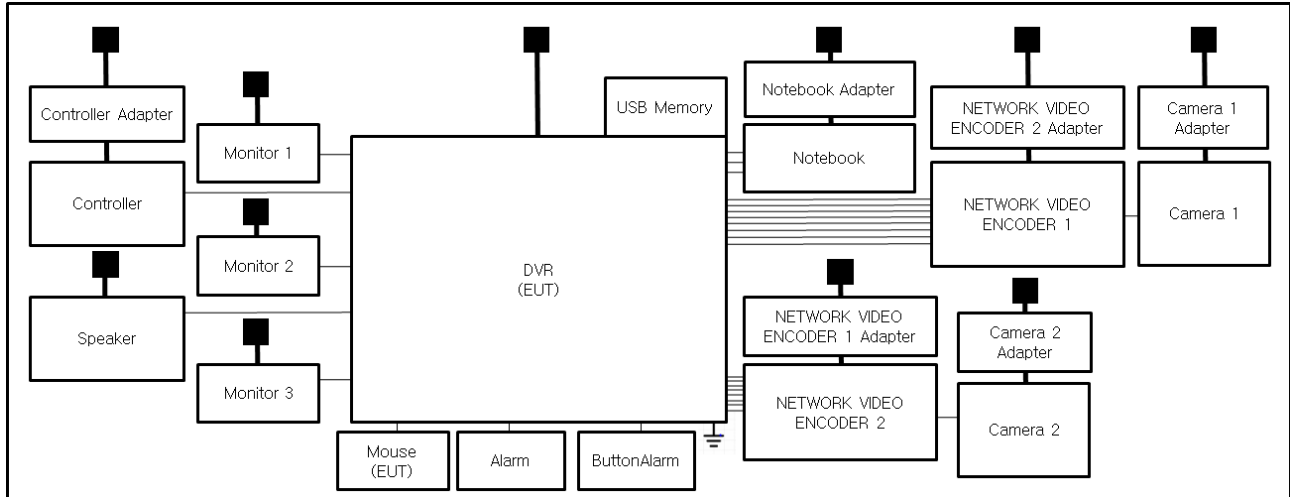 Controller Adapter
Controller
Speaker
Monitor 1
Monitor 2
Monitor 3
USB Memory
DVR
(EUT)
Mouse
(EUT)
Alarm
ButtonAlarm
Notebook Adapter
Notebook
NETWORK VIDEO
ENCODER 2 Adapter
NETWORK VIDEO
ENCODER 1
Camera 1
Adapter
Camera 1
NETWORK VIDEO
ENCODER 1 Adapter
NETWORK VIDEO
ENCODER 2
Camera 2
Adapter
Camera 2